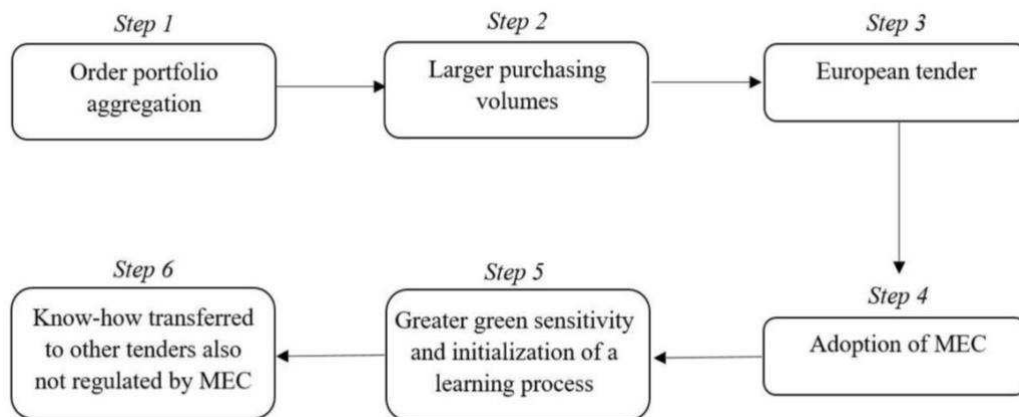 Step 1
Order portfolio
aggregation
Step 2
Larger purchasing
volumes
Step 3
European tender
Step 4
Adoption of MEC
Step 5
Greater green sensitivity
and initialization of a
learning process
Step 6
Know-how transferred
to other tenders also
not regulated by MEC